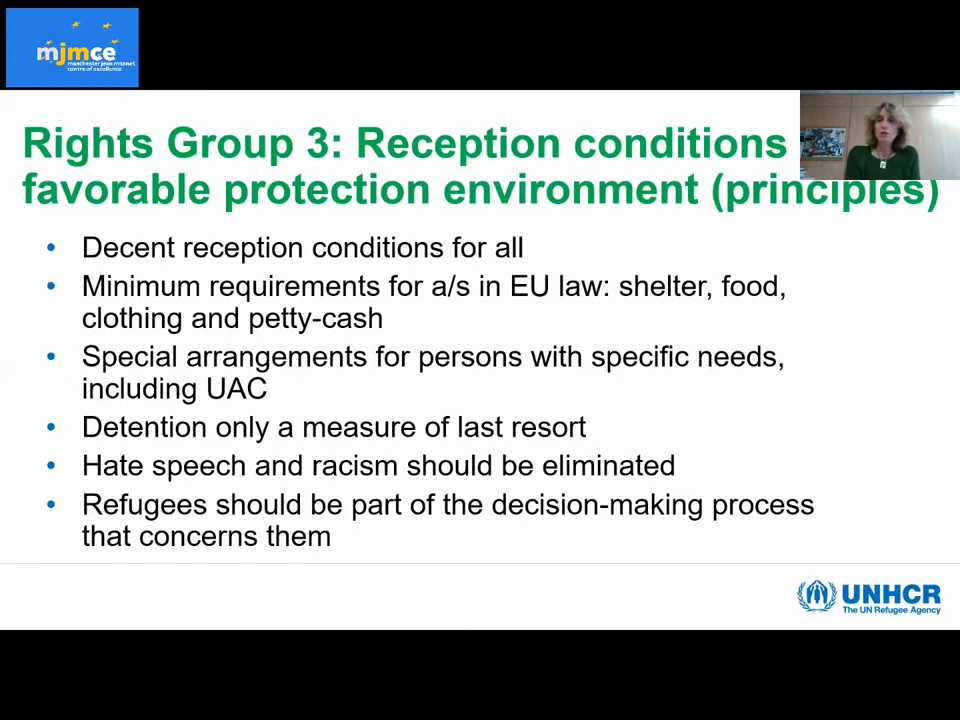 mjmce
manchester jean monnet
centre of excellence
Rights Group 3: Reception conditions
favorable protection environment (principles)
• Decent reception conditions for all
• Minimum requirements for a/s in EU law: shelter, food,
clothing and petty-cash
• Special arrangements for persons with specific needs,
including UAC
• Detention only a measure of last resort
• Hate speech and racism should be eliminated
• Refugees should be part of the decision-making process
that concerns them
UNHCR
The UN Refugee Agency